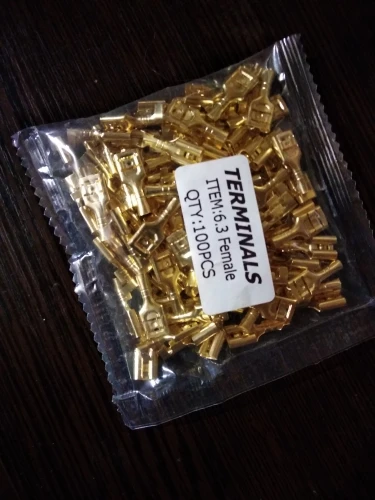 TERMINALS
ITEM:6.3 Female
QTY:100PCS